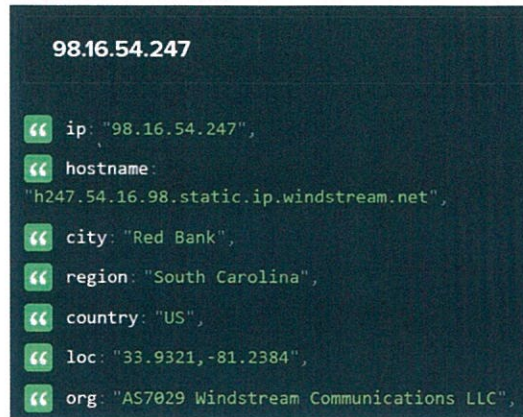 98.16.54.247
ip: "98.16.54.247",
hostname:
"h247.54.16.98.static.ip.windstream.net",
city: "Red Bank",
region: "South Carolina",
country: "US",
loc: "33.9321,-81.2384",
org: "AS7029 Windstream Communications LLC",